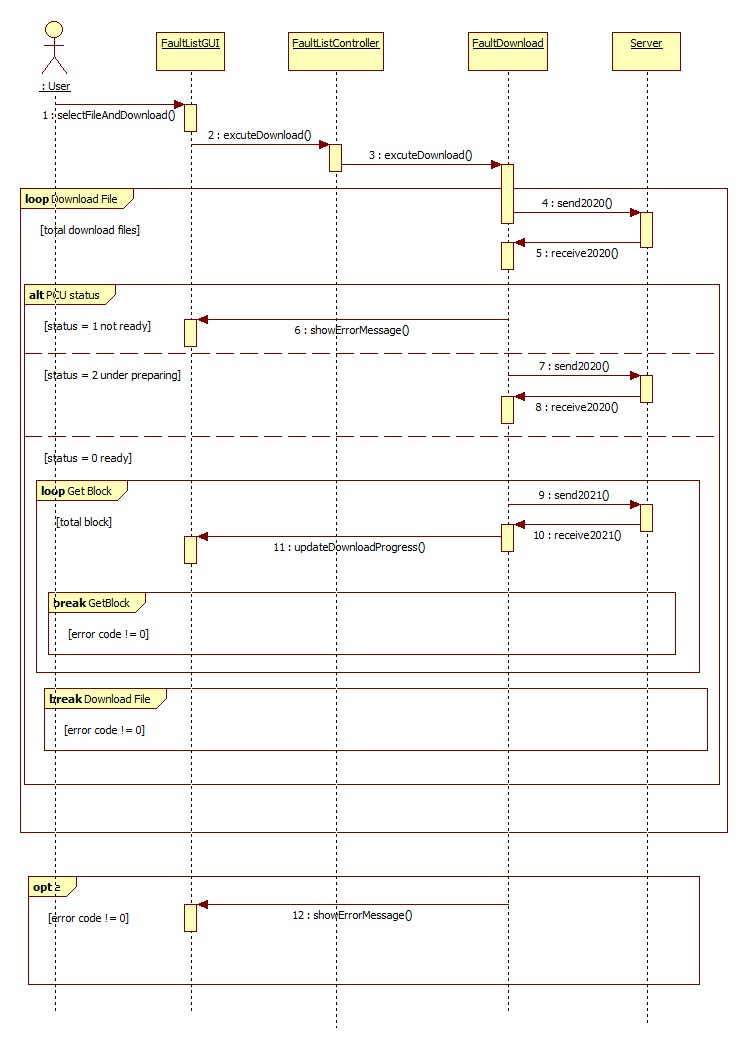 FaultListGUI
FaultListController
FaultDownload
Server
: User
1 : selectFileAndDownload()
2 : excuteDownload()
3 : excuteDownload()
loop Download File
4 : send2020()
[total download files]
5 : receive2020()
alt PCU status
[status = 1 not ready]
6 : showErrorMessage()
7 : send2020()
[status = 2 under preparing]
8 : receive2020()
[status = 0 ready]
loop Get Block
9 : send2021()
[total block]
10 : receive2021()
11 : updateDownloadProgress()
break GetBlock
[error code != 0]
break Download File
[error code != 0]
opt e
12 : showErrorMessage()
[error code != 0]